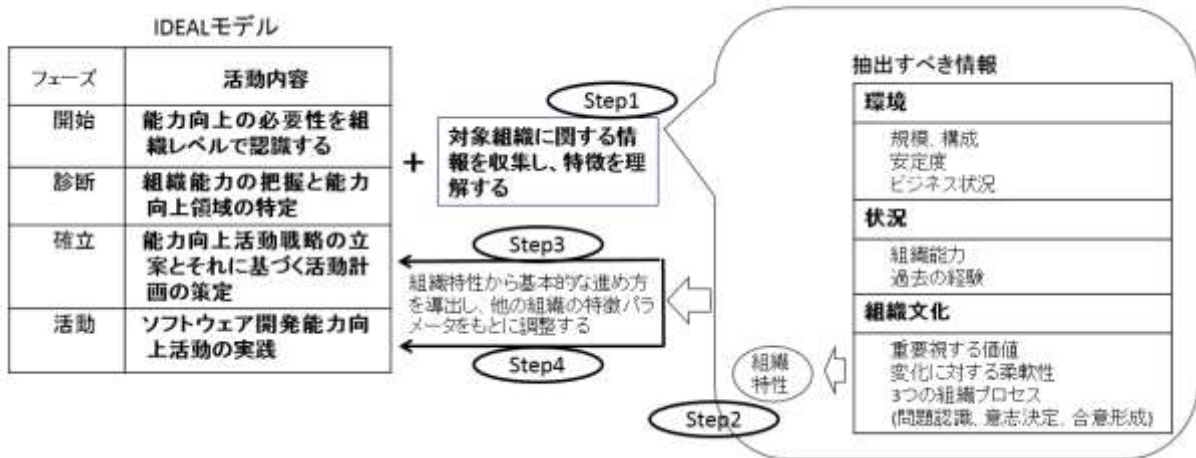 IDEALモデル
フェーズ 活動内容
開始 能力向上の必要性を組
織レベルで認識する
診断 組織能力の把握と能力
向上領域の特定
確立 能力向上活動戦略の立
案とそれに基づく活動計
画の策定
活動 ソフトウェア開発能力向
上活動の実践
+
Step1
対象組織に関する情
報を収集し、特徴を理
解する
Step3
組織特性から基本的な進め方
を導出し、他の組織の特徴パラ
メータをもとに調整する
Step4
組織
特性
Step2
抽出すべき情報
環境
規模、構成
安定度
ビジネス状況
状況
組織能力
過去の経験
組織文化
重要視する価値
変化に対する柔軟性
3つの組織プロセス
(問題認識、意志決定、合意形成)